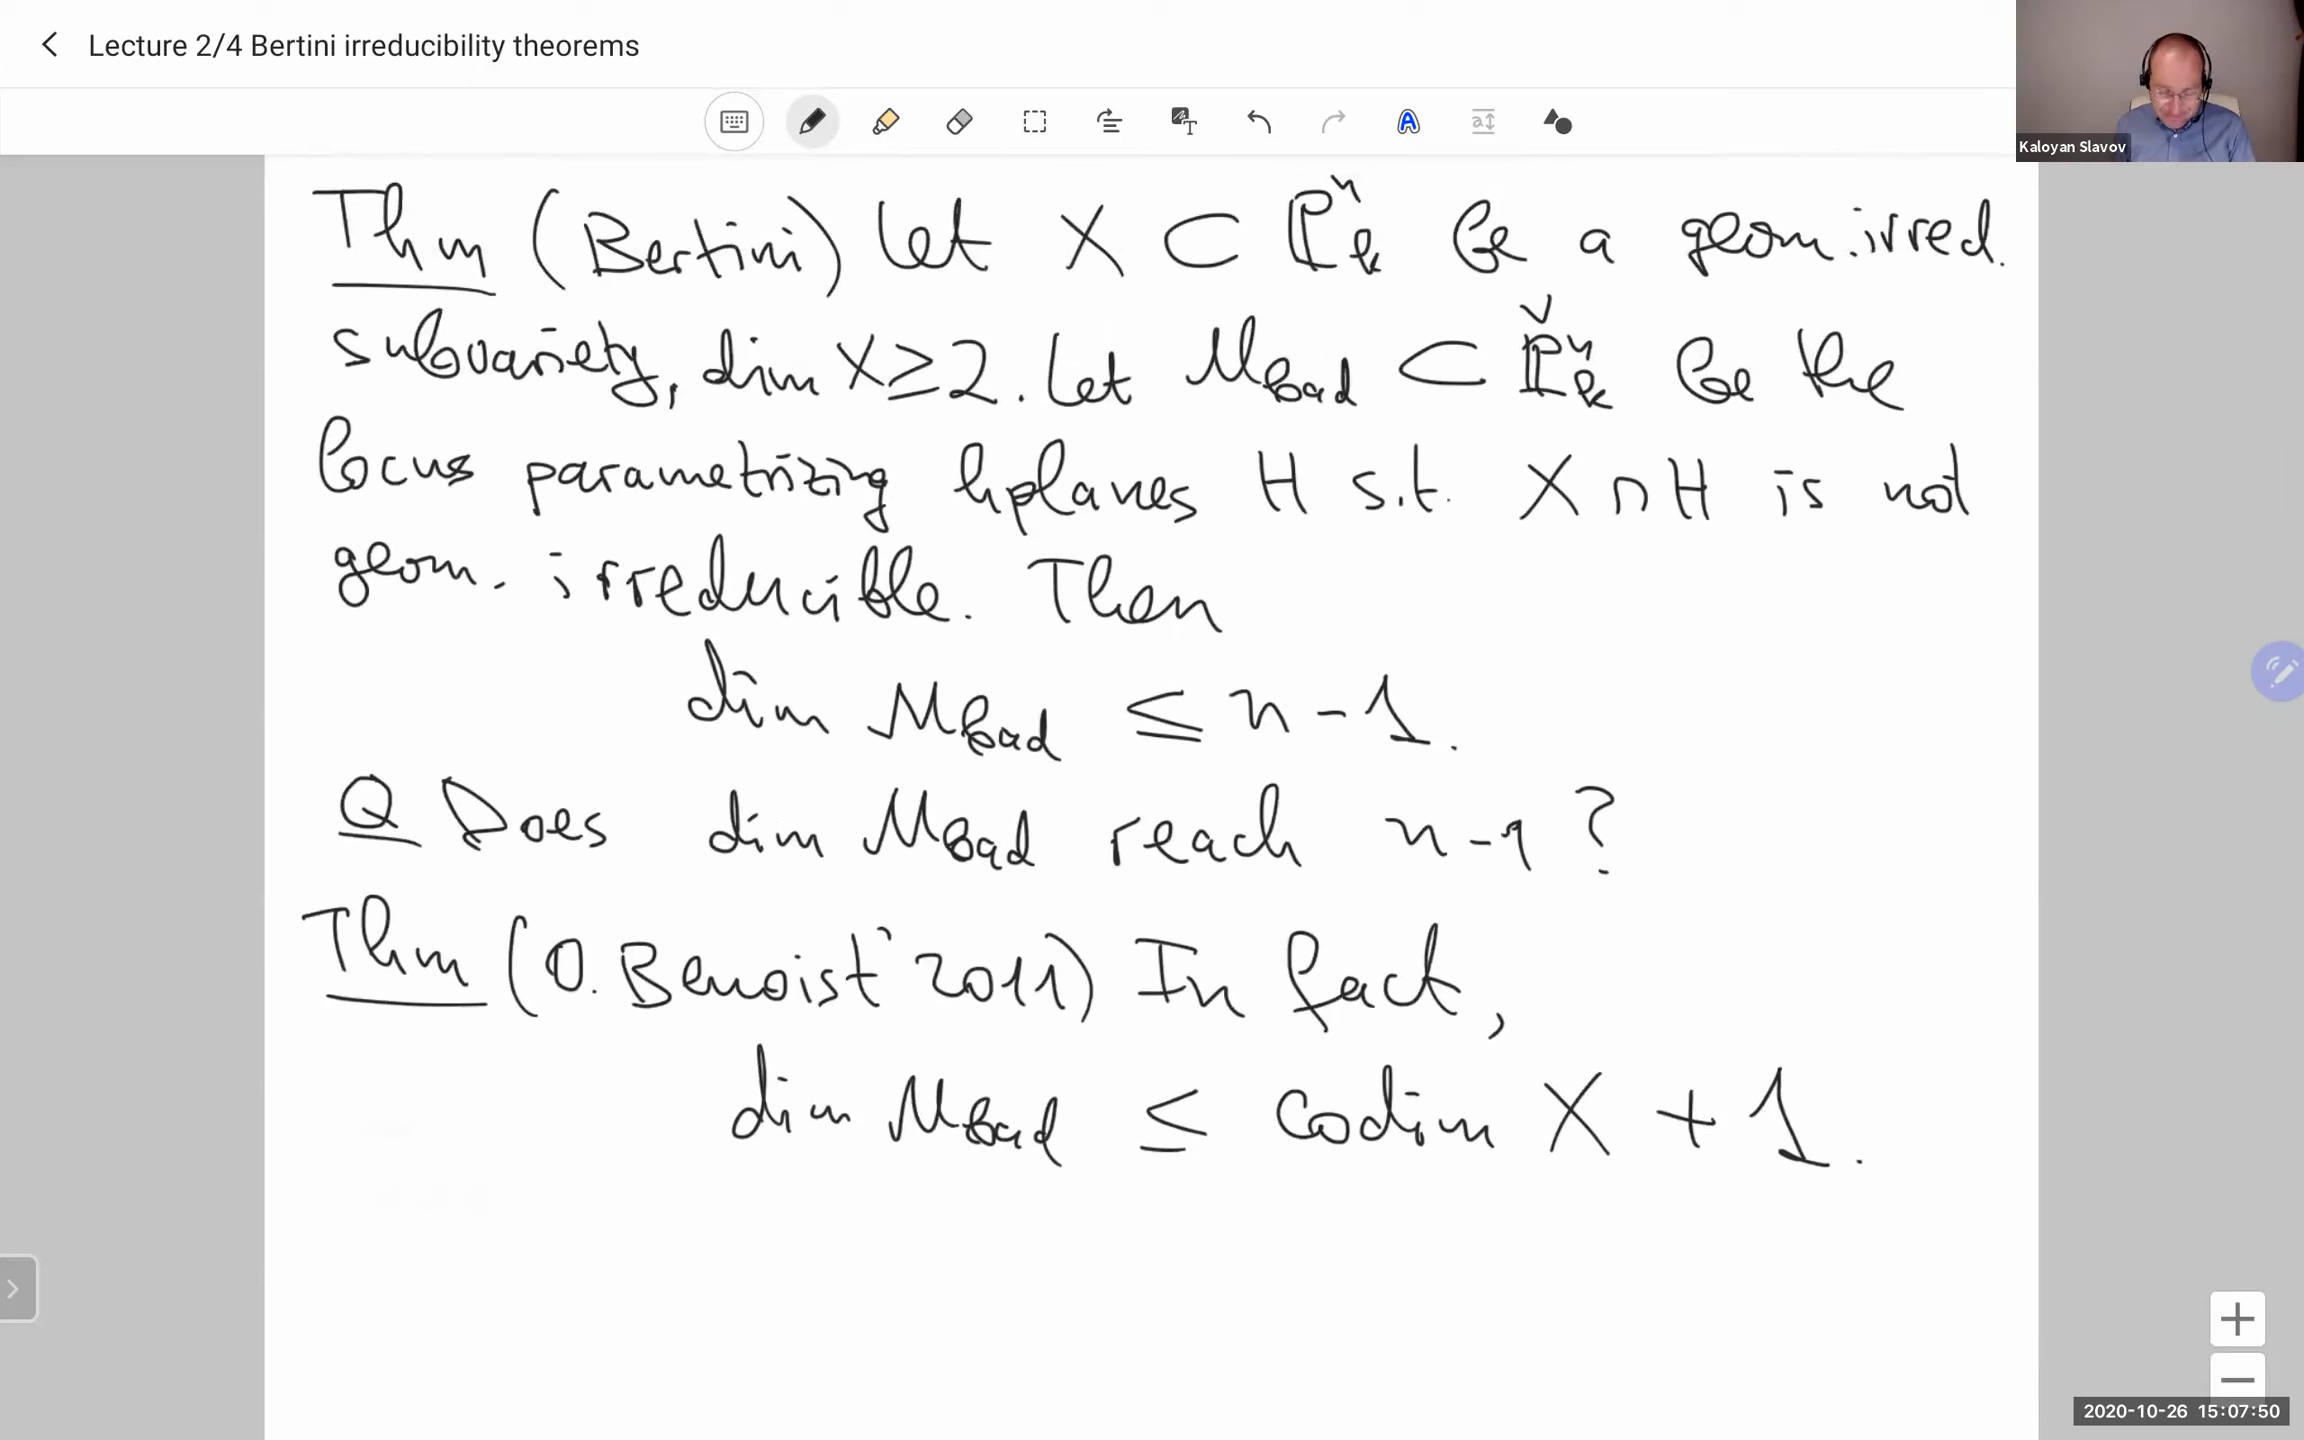 Lecture 2/4 Bertini irreducibility theorems
Kaloyan Slavov
Thm (Bertini) Let X ⊂ ℙⁿ_k be a geom. irred.
subvariety, dim X ≥ 2. Let M_bad ⊂ ℙ̌ⁿ_k be the
locus parametrizing hplanes H s.t. X ∩ H is not
geom. irreducible. Then
dim M_bad ≤ n - 1.
Q Does dim M_bad reach n - 1?
Thm (O. Benoist '2011) In fact,
dim M_bad ≤ codim X + 1.
2020-10-26 15:07:50